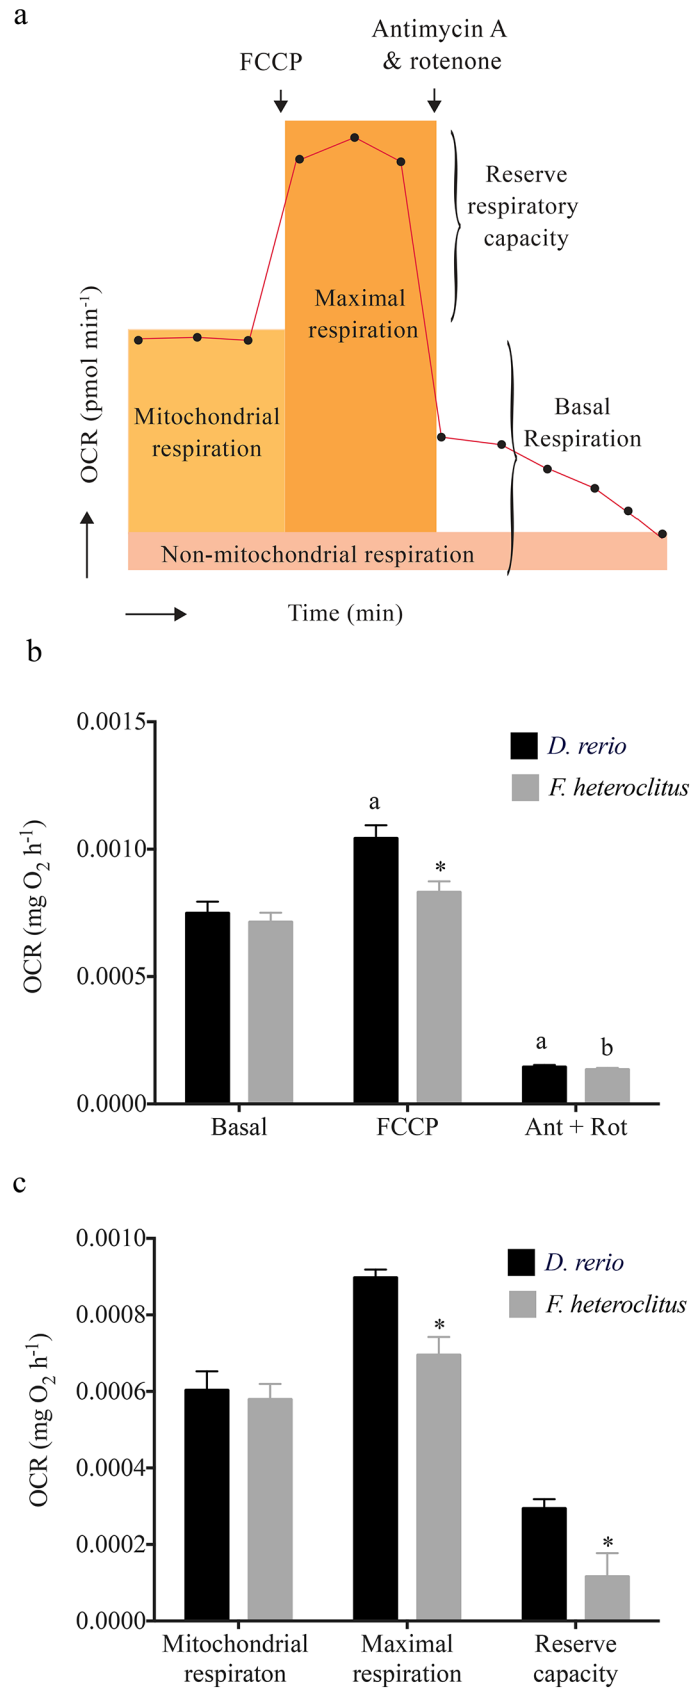 a
Antimycin A
FCCP & rotenone
Reserve
respiratory
capacity
Maximal
respiration
OCR (pmol min-1)
Mitochondrial
respiration
Basal
Respiration
Non-mitochondrial respiration
Time (min)
b
0.0015
0.0010
0.0005
0.0000
OCR (mg O2 h-1)
D. rerio
F. heteroclitus
a
*
a
b
Basal
FCCP
Ant + Rot
c
0.0010
0.0008
0.0006
0.0004
0.0002
0.0000
OCR (mg O2 h-1)
D. rerio
F. heteroclitus
*
*
Mitochondrial
respiraton
Maximal
respiration
Reserve
capacity